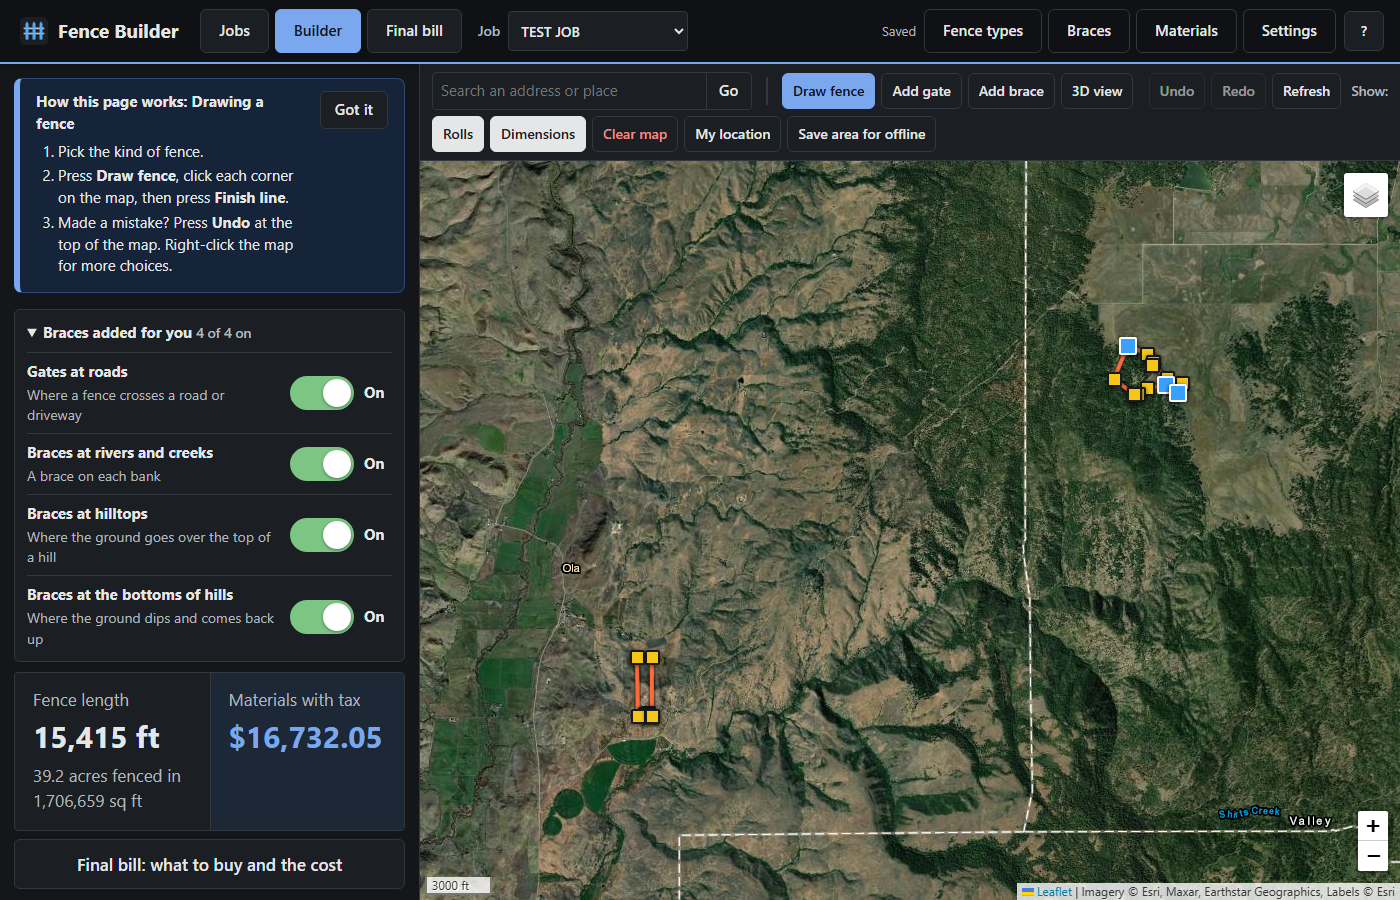 Fence Builder
Jobs
Builder
Final bill
Job
TEST JOB
Saved
Fence types
Braces
Materials
Settings
?
How this page works: Drawing a
fence
Got it
1. Pick the kind of fence.
2. Press Draw fence, click each corner
on the map, then press Finish line.
3. Made a mistake? Press Undo at the
top of the map. Right-click the map
for more choices.
Braces added for you 4 of 4 on
Gates at roads
Where a fence crosses a road or
driveway
On
Braces at rivers and creeks
A brace on each bank
On
Braces at hilltops
Where the ground goes over the top of
a hill
On
Braces at the bottoms of hills
Where the ground dips and comes back
up
On
Fence length
15,415 ft
39.2 acres fenced in
1,706,659 sq ft
Materials with tax
$16,732.05
Final bill: what to buy and the cost
Search an address or place
Go
Draw fence
Add gate
Add brace
3D view
Undo
Redo
Refresh
Show:
Rolls
Dimensions
Clear map
My location
Save area for offline
Ola
Shirts Creek
Valley
+
−
3000 ft
Leaflet | Imagery © Esri, Maxar, Earthstar Geographics, Labels © Esri